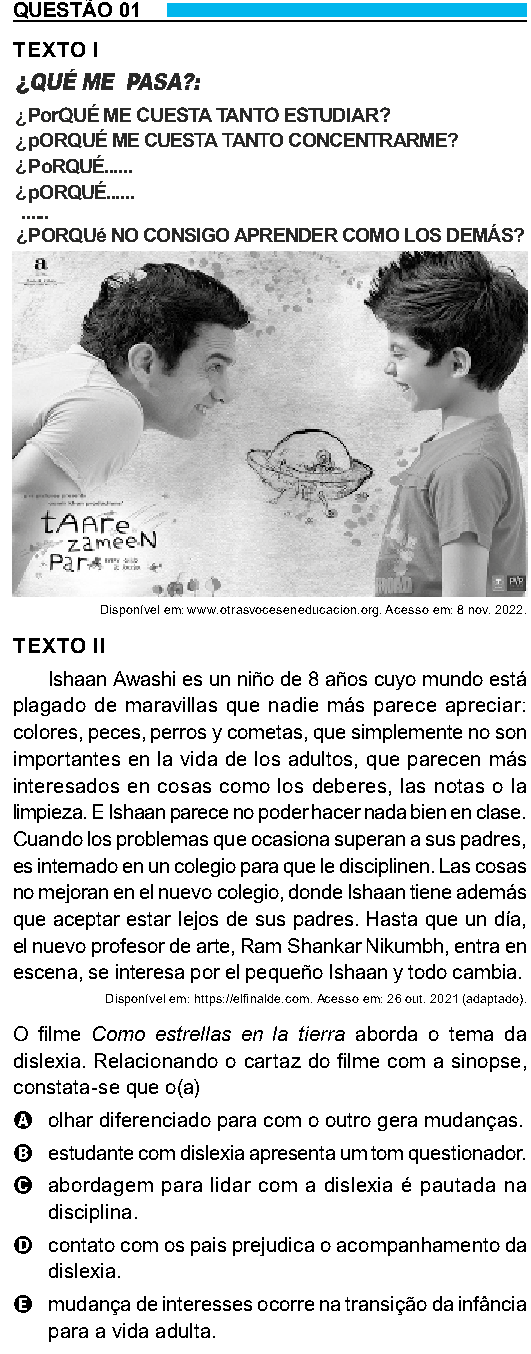 QUESTÃO 01
TEXTO I
¿QUÉ ME PASA?:
¿PorQUÉ ME CUESTA TANTO ESTUDIAR?
¿pORQUÉ ME CUESTA TANTO CONCENTRARME?
¿PoRQUÉ......
¿pORQUÉ......
......
¿PORQUé NO CONSIGO APRENDER COMO LOS DEMÁS?
a
tAAre
zameeN
Par
PVR
Disponível em: www.otrasvoceseneducacion.org. Acesso em: 8 nov. 2022.
TEXTO II
Ishaan Awashi es un niño de 8 años cuyo mundo está
plagado de maravillas que nadie más parece apreciar:
colores, peces, perros y cometas, que simplemente no son
importantes en la vida de los adultos, que parecen más
interesados en cosas como los deberes, las notas o la
limpieza. E Ishaan parece no poder hacer nada bien en clase.
Cuando los problemas que ocasiona superan a sus padres,
es internado en un colegio para que le disciplinen. Las cosas
no mejoran en el nuevo colegio, donde Ishaan tiene además
que aceptar estar lejos de sus padres. Hasta que un día,
el nuevo profesor de arte, Ram Shankar Nikumbh, entra en
escena, se interesa por el pequeño Ishaan y todo cambia.
Disponível em: https://elfinalde.com. Acesso em: 26 out. 2021 (adaptado).
O filme Como estrellas en la tierra aborda o tema da
dislexia. Relacionando o cartaz do filme com a sinopse,
constata-se que o(a)
A olhar diferenciado para com o outro gera mudanças.
B estudante com dislexia apresenta um tom questionador.
C abordagem para lidar com a dislexia é pautada na
disciplina.
D contato com os pais prejudica o acompanhamento da
dislexia.
E mudança de interesses ocorre na transição da infância
para a vida adulta.